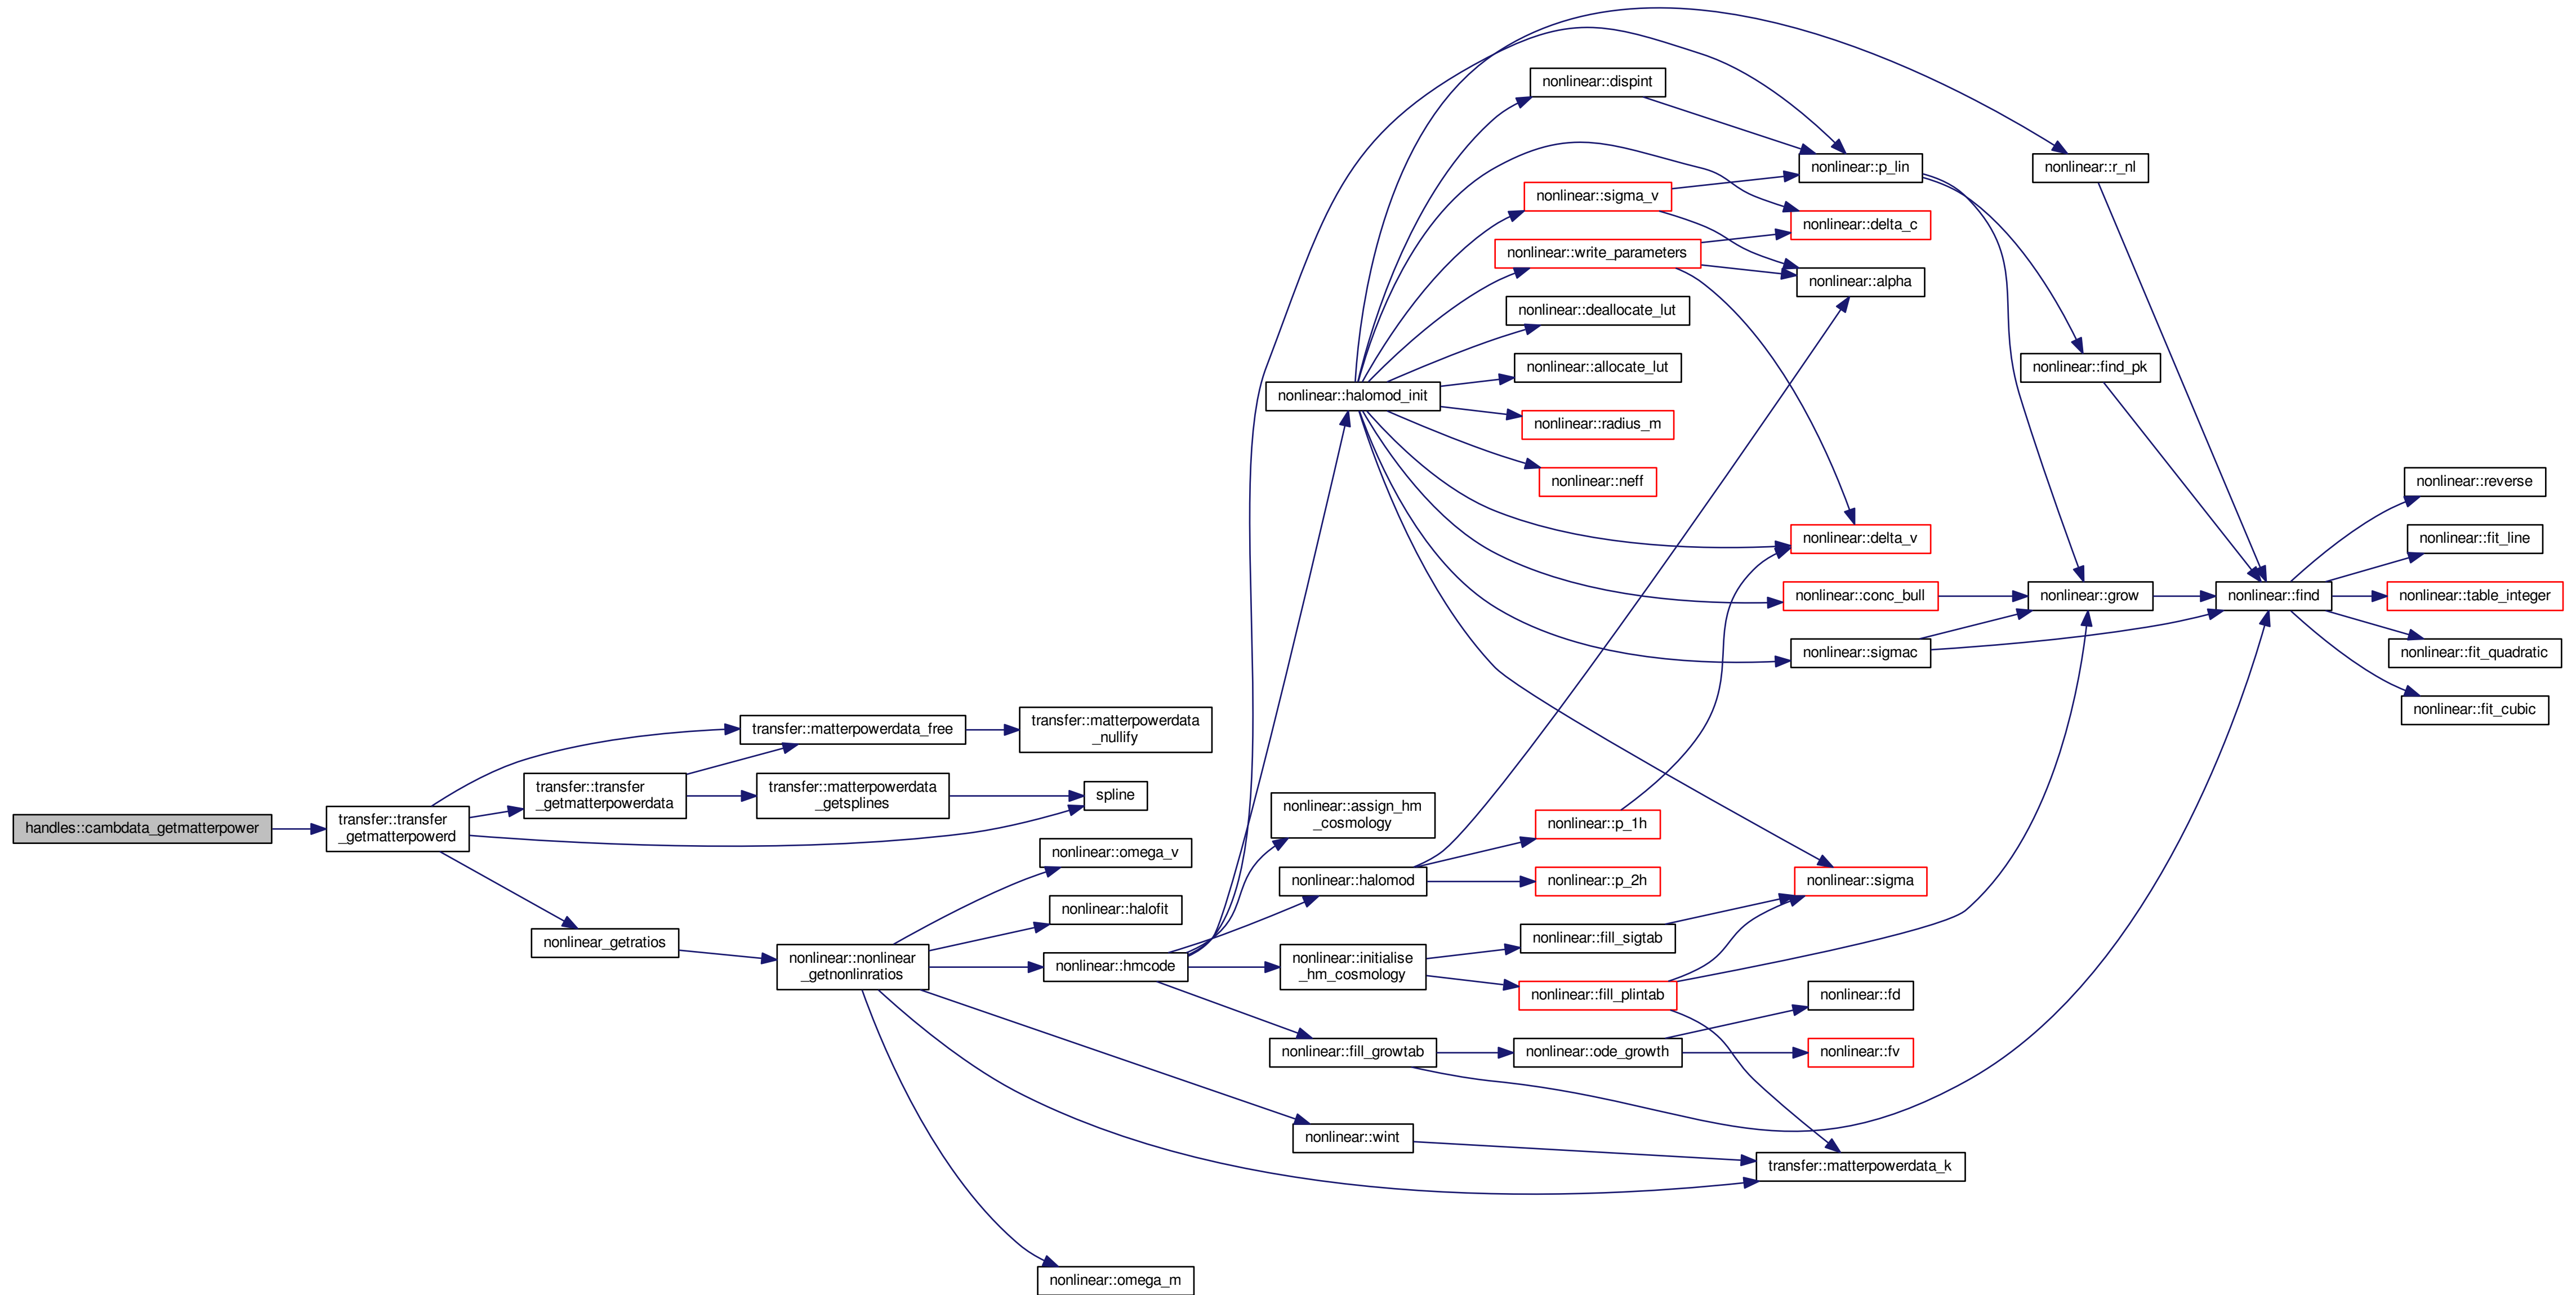 handles::cambdata_getmatterpower
transfer::transfer
_getmatterpowerd
transfer::matterpowerdata_free
transfer::matterpowerdata
_nullify
transfer::transfer
_getmatterpowerdata
transfer::matterpowerdata
_getsplines
spline
nonlinear_getratios
nonlinear::nonlinear
_getnonlinratios
nonlinear::omega_v
nonlinear::halofit
nonlinear::hmcode
nonlinear::omega_m
nonlinear::halomod_init
nonlinear::assign_hm
_cosmology
nonlinear::halomod
nonlinear::initialise
_hm_cosmology
nonlinear::fill_growtab
nonlinear::wint
nonlinear::dispint
nonlinear::sigma_v
nonlinear::write_parameters
nonlinear::deallocate_lut
nonlinear::allocate_lut
nonlinear::radius_m
nonlinear::neff
nonlinear::p_1h
nonlinear::p_2h
nonlinear::fill_sigtab
nonlinear::fill_plintab
nonlinear::ode_growth
nonlinear::p_lin
nonlinear::delta_c
nonlinear::alpha
nonlinear::delta_v
nonlinear::conc_bull
nonlinear::sigmac
nonlinear::sigma
nonlinear::fd
nonlinear::fv
transfer::matterpowerdata_k
nonlinear::r_nl
nonlinear::find_pk
nonlinear::grow
nonlinear::find
nonlinear::reverse
nonlinear::fit_line
nonlinear::table_integer
nonlinear::fit_quadratic
nonlinear::fit_cubic